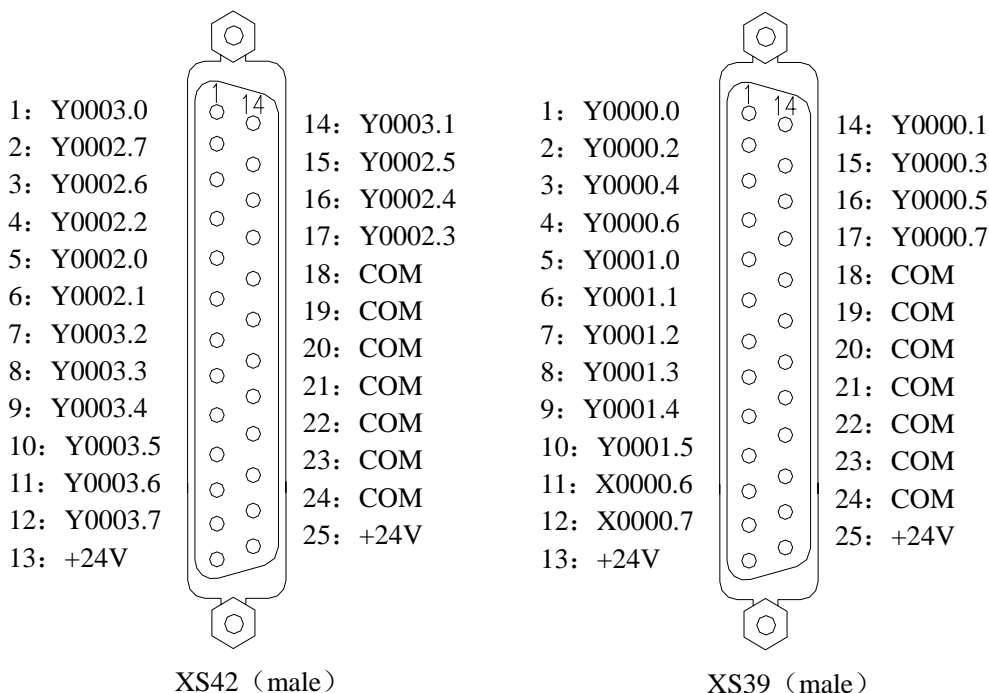 1 14
1：Y0003.0
2：Y0002.7
3：Y0002.6
4：Y0002.2
5：Y0002.0
6：Y0002.1
7：Y0003.2
8：Y0003.3
9：Y0003.4
10：Y0003.5
11：Y0003.6
12：Y0003.7
13：+24V
14：Y0003.1
15：Y0002.5
16：Y0002.4
17：Y0002.3
18：COM
19：COM
20：COM
21：COM
22：COM
23：COM
24：COM
25：+24V
XS42（male）
1 14
1：Y0000.0
2：Y0000.2
3：Y0000.4
4：Y0000.6
5：Y0001.0
6：Y0001.1
7：Y0001.2
8：Y0001.3
9：Y0001.4
10：Y0001.5
11：X0000.6
12：X0000.7
13：+24V
14：Y0000.1
15：Y0000.3
16：Y0000.5
17：Y0000.7
18：COM
19：COM
20：COM
21：COM
22：COM
23：COM
24：COM
25：+24V
XS39（male）